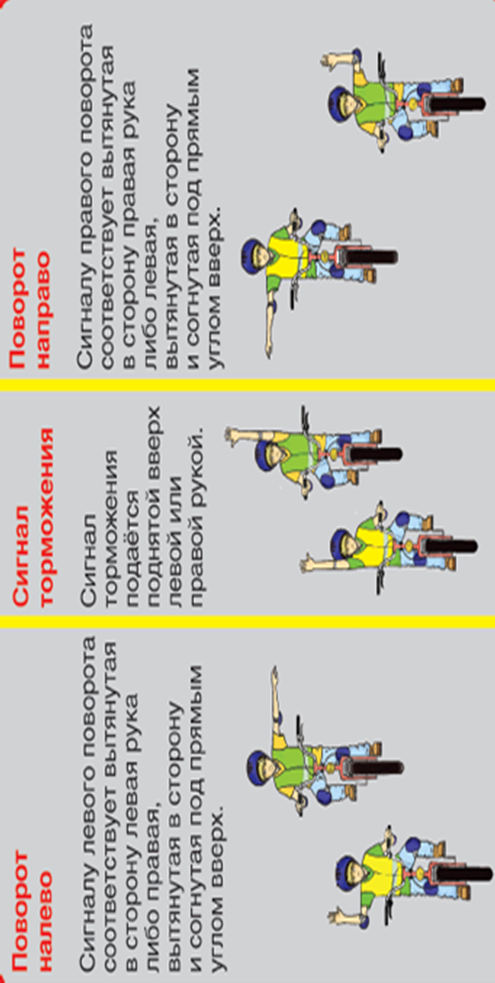 Поворот
налево
Сигналу левого поворота
соответствует вытянутая
в сторону левая рука
либо правая,
вытянутая в сторону
и согнутая под прямым
углом вверх.
Сигнал
торможения
Сигнал
торможения
подаётся
поднятой вверх
левой или
правой рукой.
Поворот
направо
Сигналу правого поворота
соответствует вытянутая
в сторону правая рука
либо левая,
вытянутая в сторону
и согнутая под прямым
углом вверх.